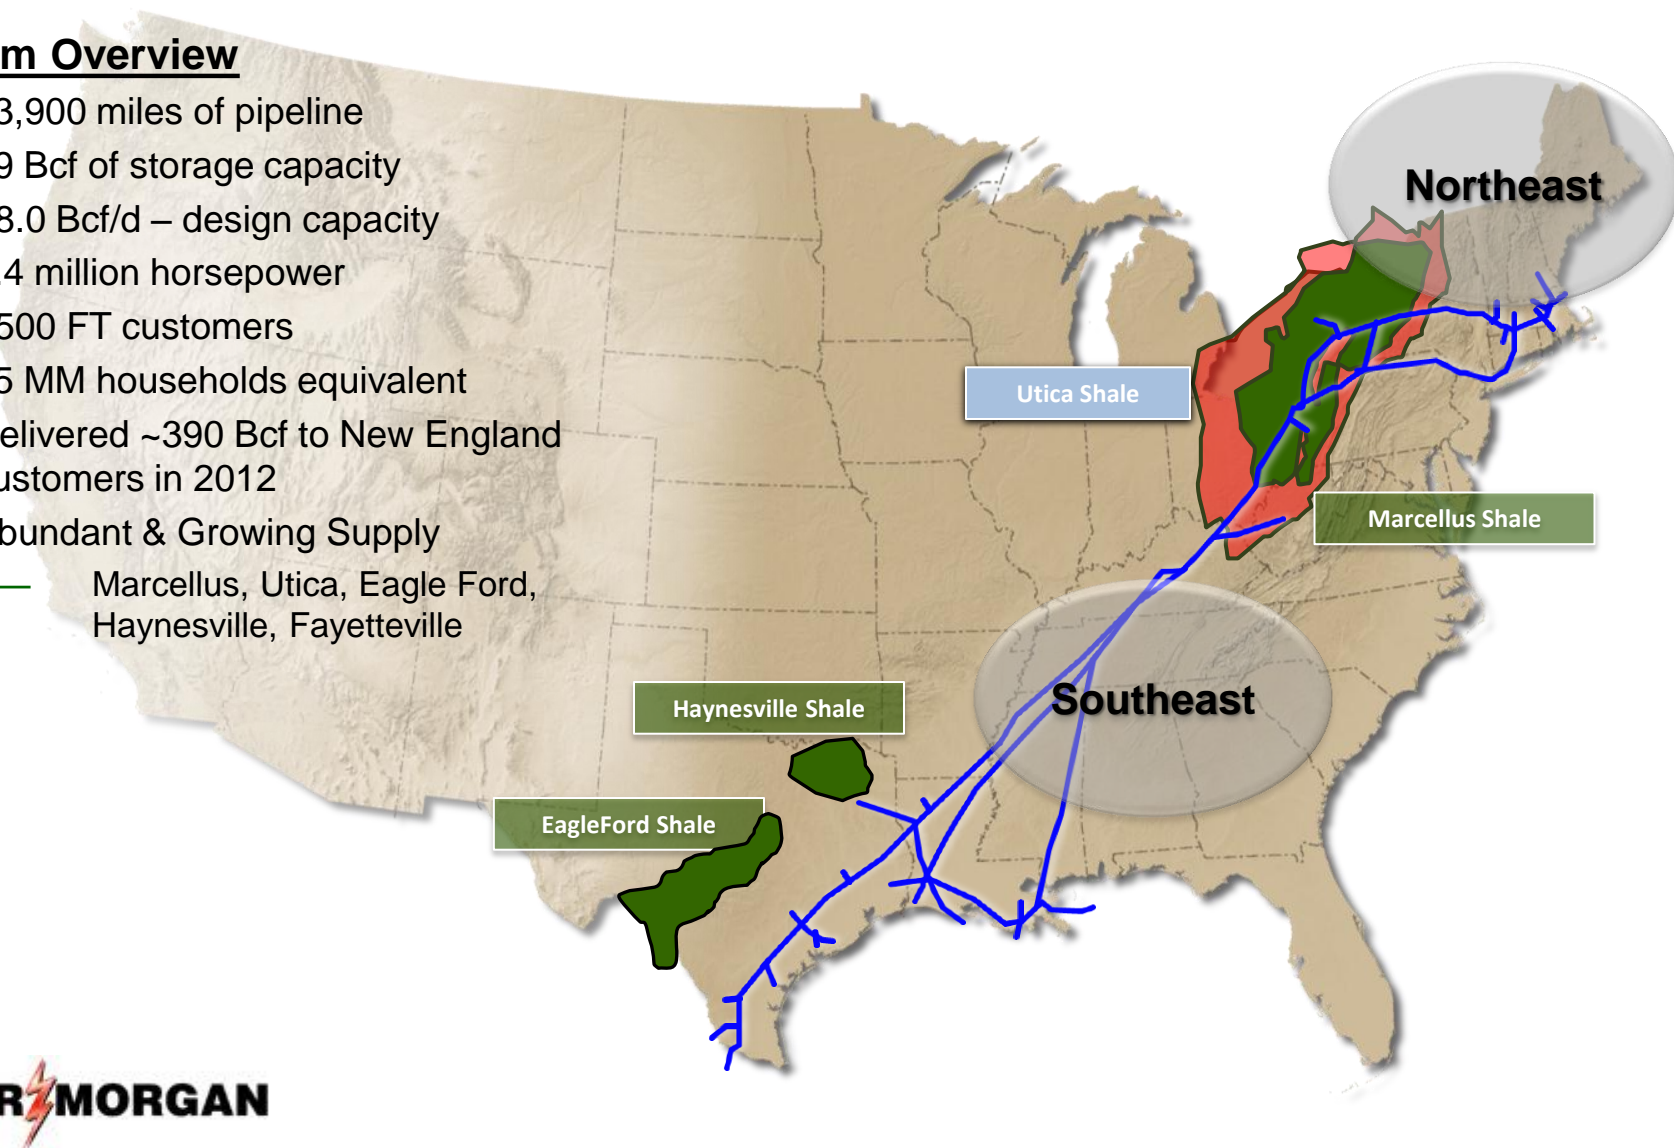 m Overview
3,900 miles of pipeline
9 Bcf of storage capacity
8.0 Bcf/d – design capacity
.4 million horsepower
500 FT customers
5 MM households equivalent
elivered ~390 Bcf to New England
ustomers in 2012
bundant & Growing Supply
— Marcellus, Utica, Eagle Ford,
Haynesville, Fayetteville
Northeast
Utica Shale
Marcellus Shale
Southeast
Haynesville Shale
EagleFord Shale
R MORGAN